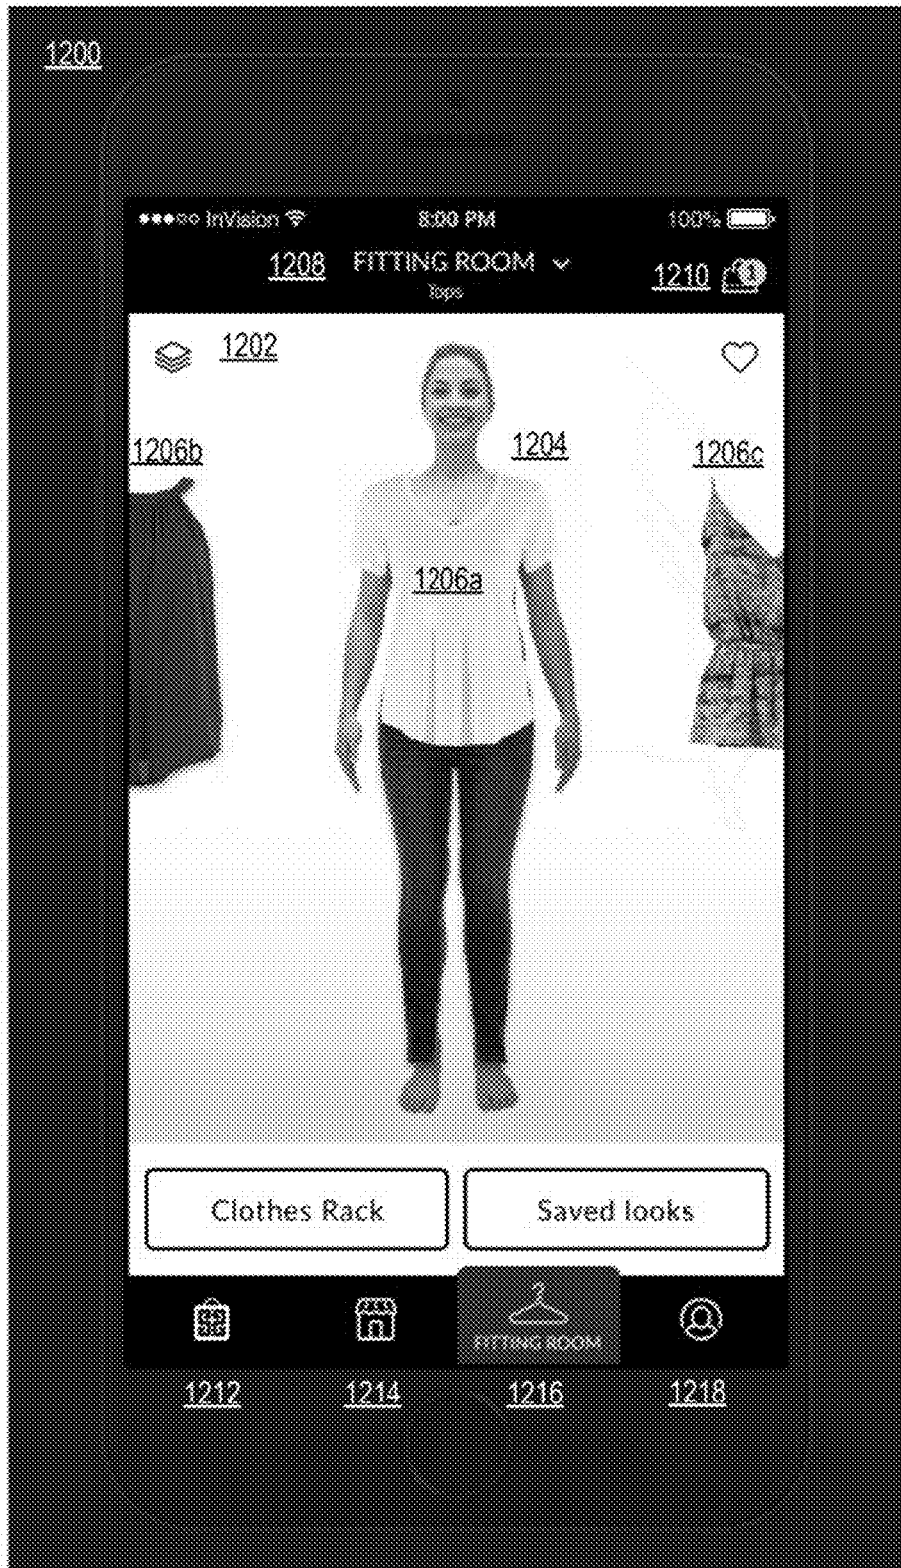 1200
●●●○○ InVision 8:00 PM 100%
1208 FITTING ROOM
Tops
1210 1
1202
1206b 1204 1206c
1206a
Clothes Rack Saved looks
FITTING ROOM
1212 1214 1216 1218